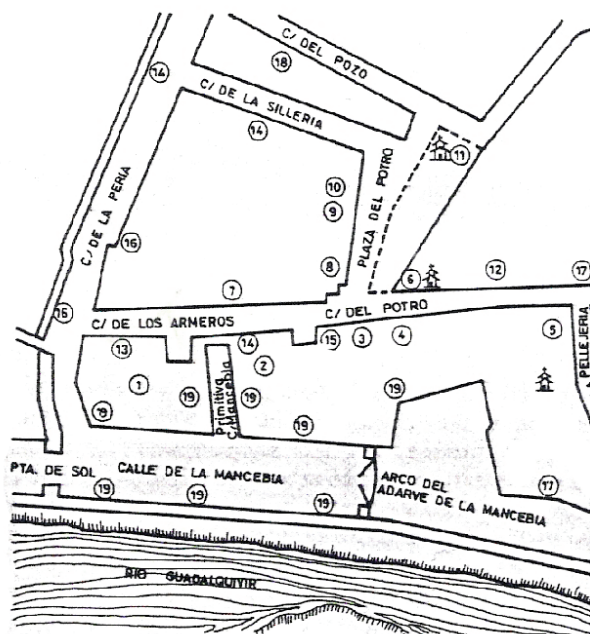 C/ DEL POZO
14
18
C/ DE LA SILLERIA
14
11
10
9
PLAZA DEL POTRO
C/ DE LA FERIA
16
8
6
12
17
7
16
C/ DE LOS ARMEROS
C/ DEL POTRO
13
14
15
3
4
5
2
1
19
19
19
19
Primitiva
C/ Mancebia
PELLEJERIA
19
PTA. DE SOL
CALLE DE LA MANCEBIA
ARCO DEL
ADARVE DE LA MANCEBIA
17
19
19
19
RIO GUADALQUIVIR